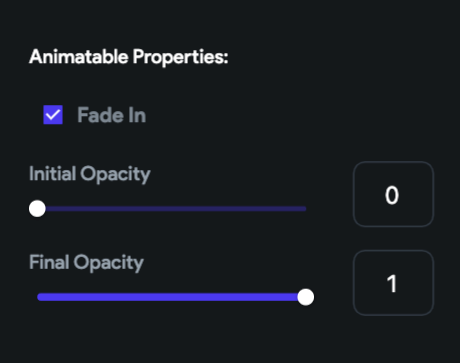 Animatable Properties:
Fade In
Initial Opacity
0
Final Opacity
1